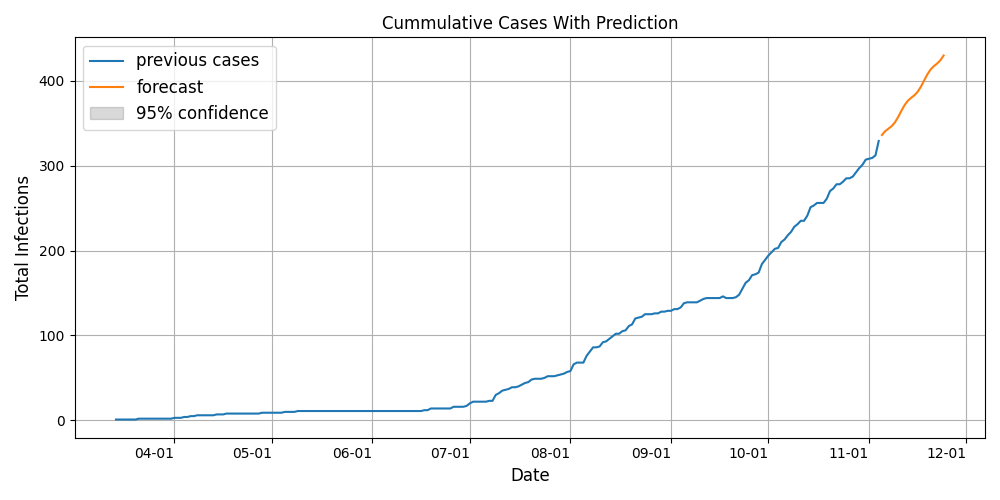 Cummulative Cases With Prediction
previous cases
forecast
95% confidence
Total Infections
400
300
200
100
0
04-01 05-01 06-01 07-01 08-01 09-01 10-01 11-01 12-01
Date